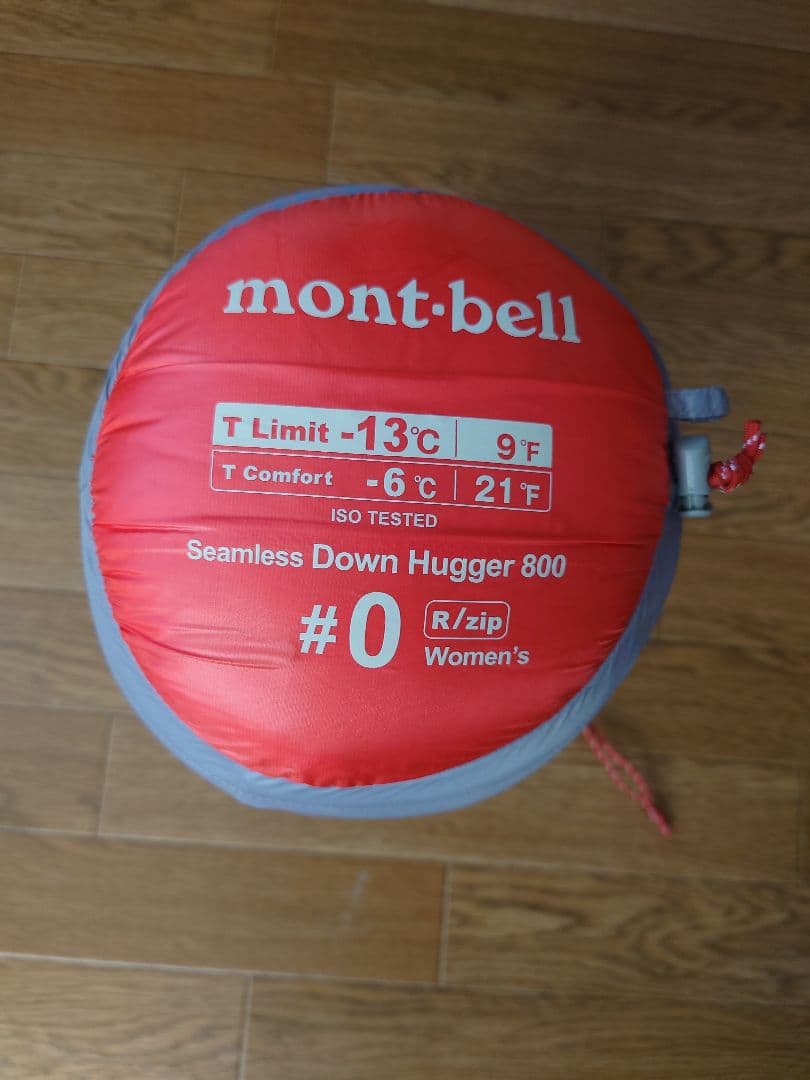 mont·bell
T Limit -13℃ | 9℉
T Comfort -6℃ | 21℉
ISO TESTED
Seamless Down Hugger 800
#0 R/zip
Women's